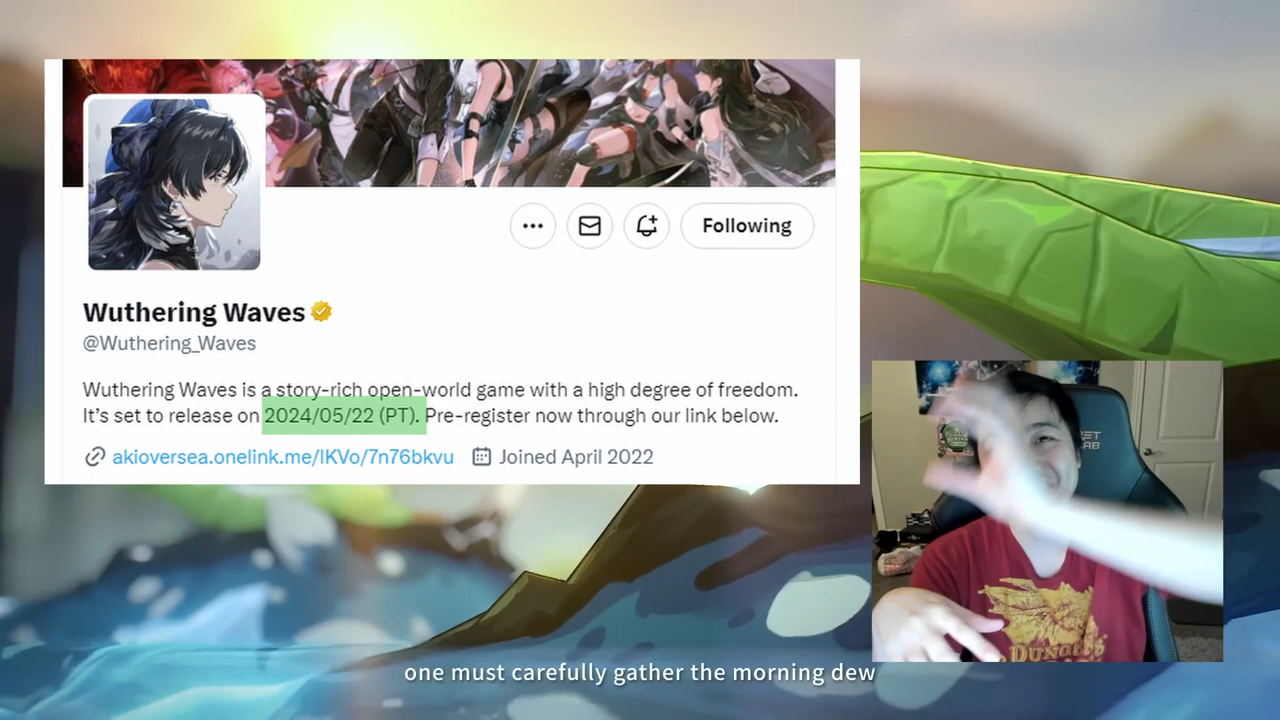 Following
Wuthering Waves
@Wuthering_Waves
Wuthering Waves is a story-rich open-world game with a high degree of freedom.
It’s set to release on 2024/05/22 (PT). Pre-register now through our link below.
akioversea.onelink.me/lKVo/7n76bkvu Joined April 2022
one must carefully gather the morning dew